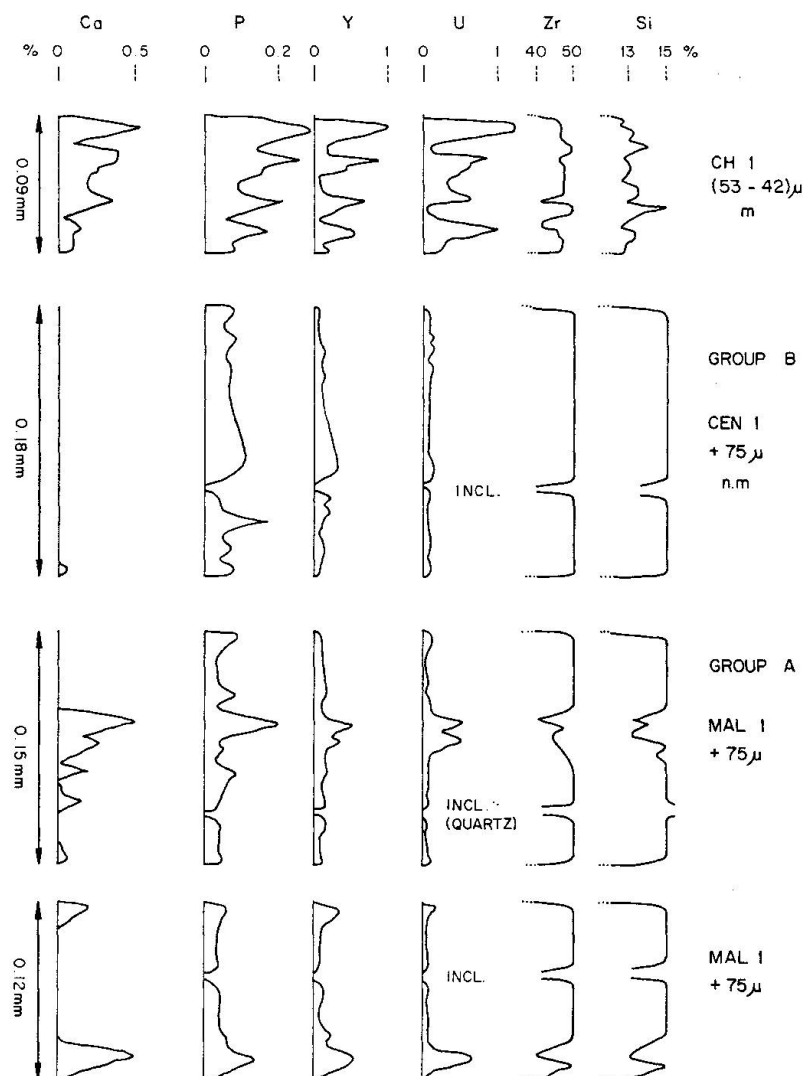 Ca P Y U Zr Si
% 0 0.5 0 0.2 0 1 0 1 40 50 13 15 %
0.09mm
CH 1
(53 - 42)μ
m
0.18mm
GROUP B
CEN 1
+ 75μ
n.m
INCL.
0.15mm
GROUP A
MAL 1
+ 75μ
INCL.
(QUARTZ)
0.12mm
MAL 1
+ 75μ
INCL.